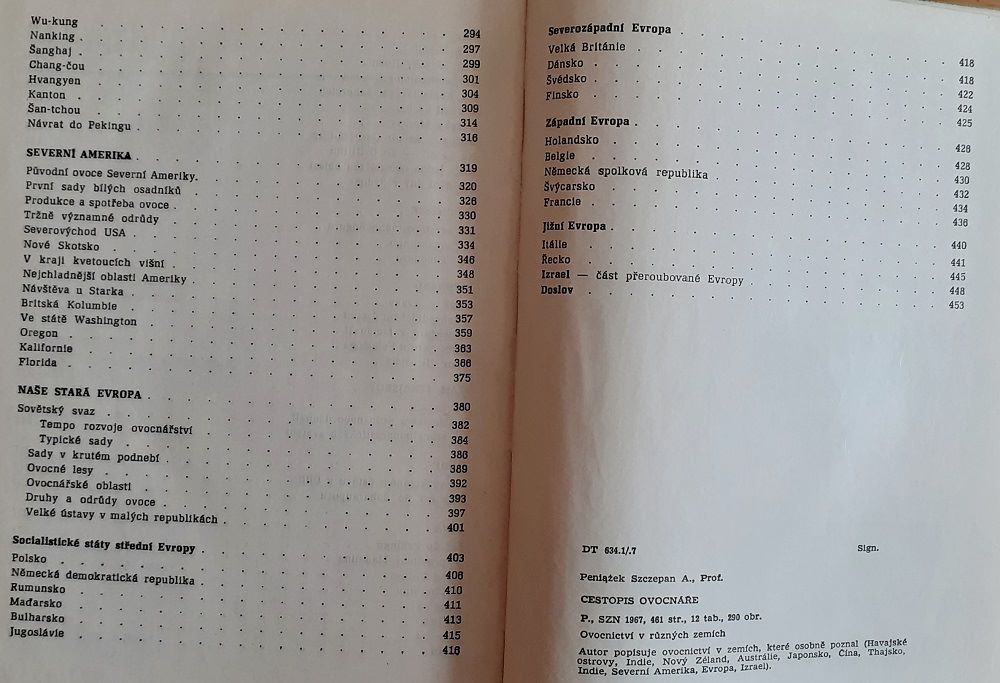 Wu-kung . . . 294
Nanking . . . 297
Šanghaj . . . 299
Chang-čou . . . 301
Hvangyen . . . 304
Kanton . . . 309
Šan-tchou . . . 314
Návrat do Pekingu . . . 316
SEVERNÍ AMERIKA . . . 319
Původní ovoce Severní Ameriky . . . 320
První sady bílých osadníků . . . 326
Produkce a spotřeba ovoce . . . 330
Tržně významné odrůdy . . . 331
Severovýchod USA . . . 334
Nové Skotsko . . . 346
V kraji kvetoucích višní . . . 348
Nejchladnější oblasti Ameriky . . . 351
Návštěva u Starka . . . 353
Britská Kolumbie . . . 357
Ve státě Washington . . . 359
Oregon . . . 363
Kalifornie . . . 366
Florida . . . 375
NAŠE STARÁ EVROPA . . . 380
Sovětský svaz . . . 382
Tempo rozvoje ovocnářství . . . 384
Typické sady . . . 386
Sady v krutém podnebí . . . 389
Ovocné lesy . . . 392
Ovocnářské oblasti . . . 393
Druhy a odrůdy ovoce . . . 397
Velké ústavy v malých republikách . . . 401
Socialistické státy střední Evropy . . . 403
Polsko . . . 406
Německá demokratická republika . . . 410
Rumunsko . . . 411
Maďarsko . . . 413
Bulharsko . . . 415
Jugoslávie . . . 416
Severozápadní Evropa . . . 418
Velká Británie . . . 418
Dánsko . . . 422
Švédsko . . . 424
Finsko . . . 425
Západní Evropa . . . 426
Holandsko . . . 428
Belgie . . . 430
Německá spolková republika . . . 432
Švýcarsko . . . 434
Francie . . . 436
Jižní Evropa . . . 440
Itálie . . . 441
Řecko . . . 445
Izrael — část přeroubované Evropy . . . 448
Doslov . . . 453
DT 634.1/.7 Sign.
Peniążek Szczepan A., Prof.
CESTOPIS OVOCNÁŘE
P., SZN 1967, 461 str., 12 tab., 290 obr.
Ovocnictví v různých zemích
Autor popisuje ovocnictví v zemích, které osobně poznal (Havajské
ostrovy, Indie, Nový Zéland, Austrálie, Japonsko, Čína, Thajsko,
Indie, Severní Amerika, Evropa, Izrael).